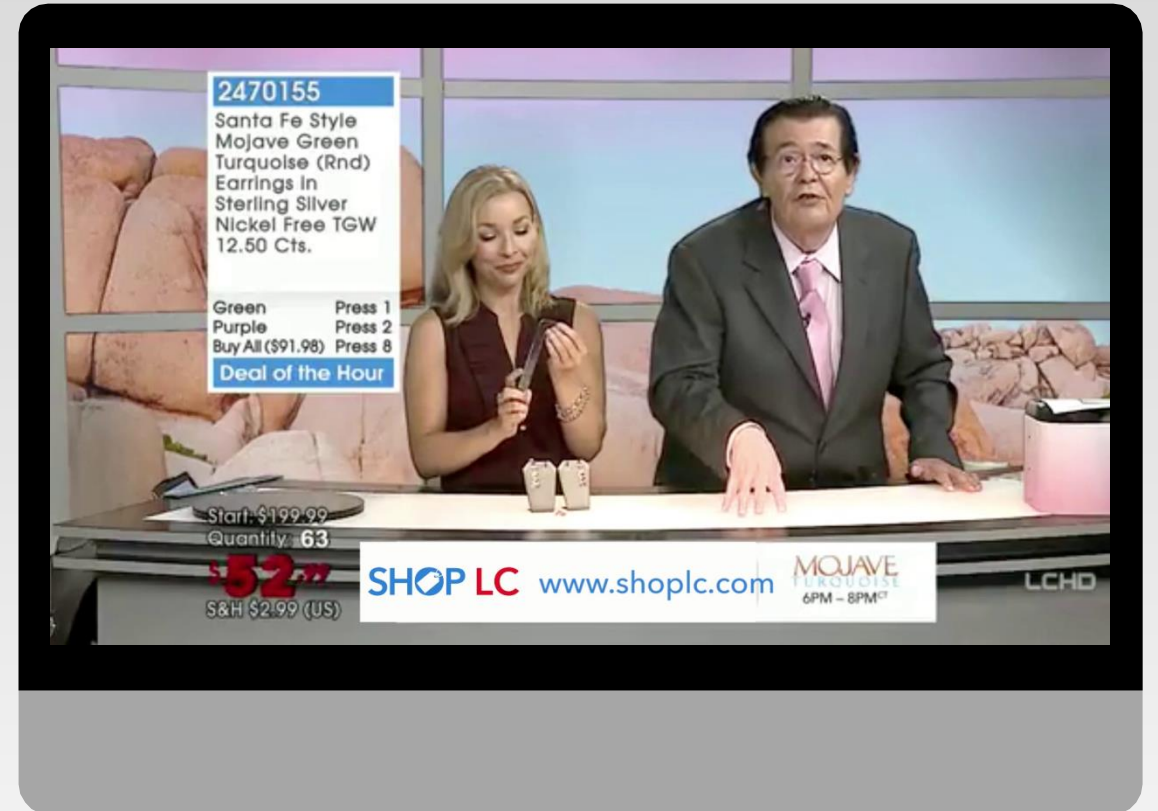 2470155
Santa Fe Style
Mojave Green
Turquoise (Rnd)
Earrings in
Sterling Silver
Nickel Free TGW
12.50 Cts.
Green Press 1
Purple Press 2
Buy All ($91.98) Press 8
Deal of the Hour
Start: $199.99
Quantity: 63
$52.99
S&H $2.99 (US)
SHOP LC www.shoplc.com
MOJAVE
TURQUOISE
6PM – 8PM CT
LCHD